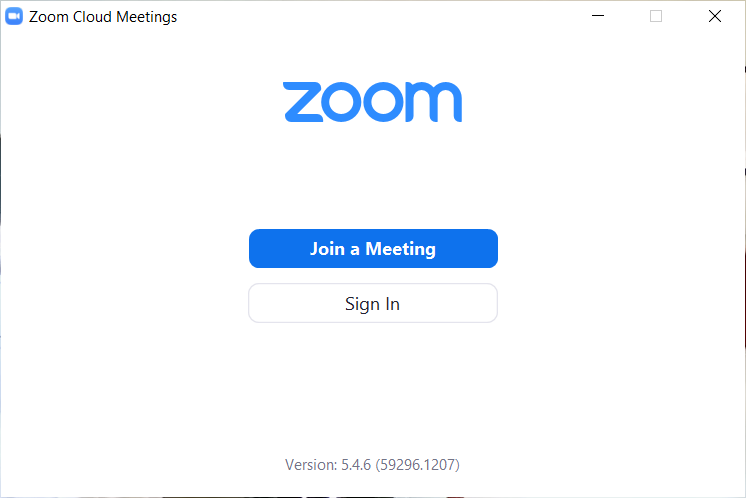 Zoom Cloud Meetings
zoom
Join a Meeting
Sign In
Version: 5.4.6 (59296.1207)